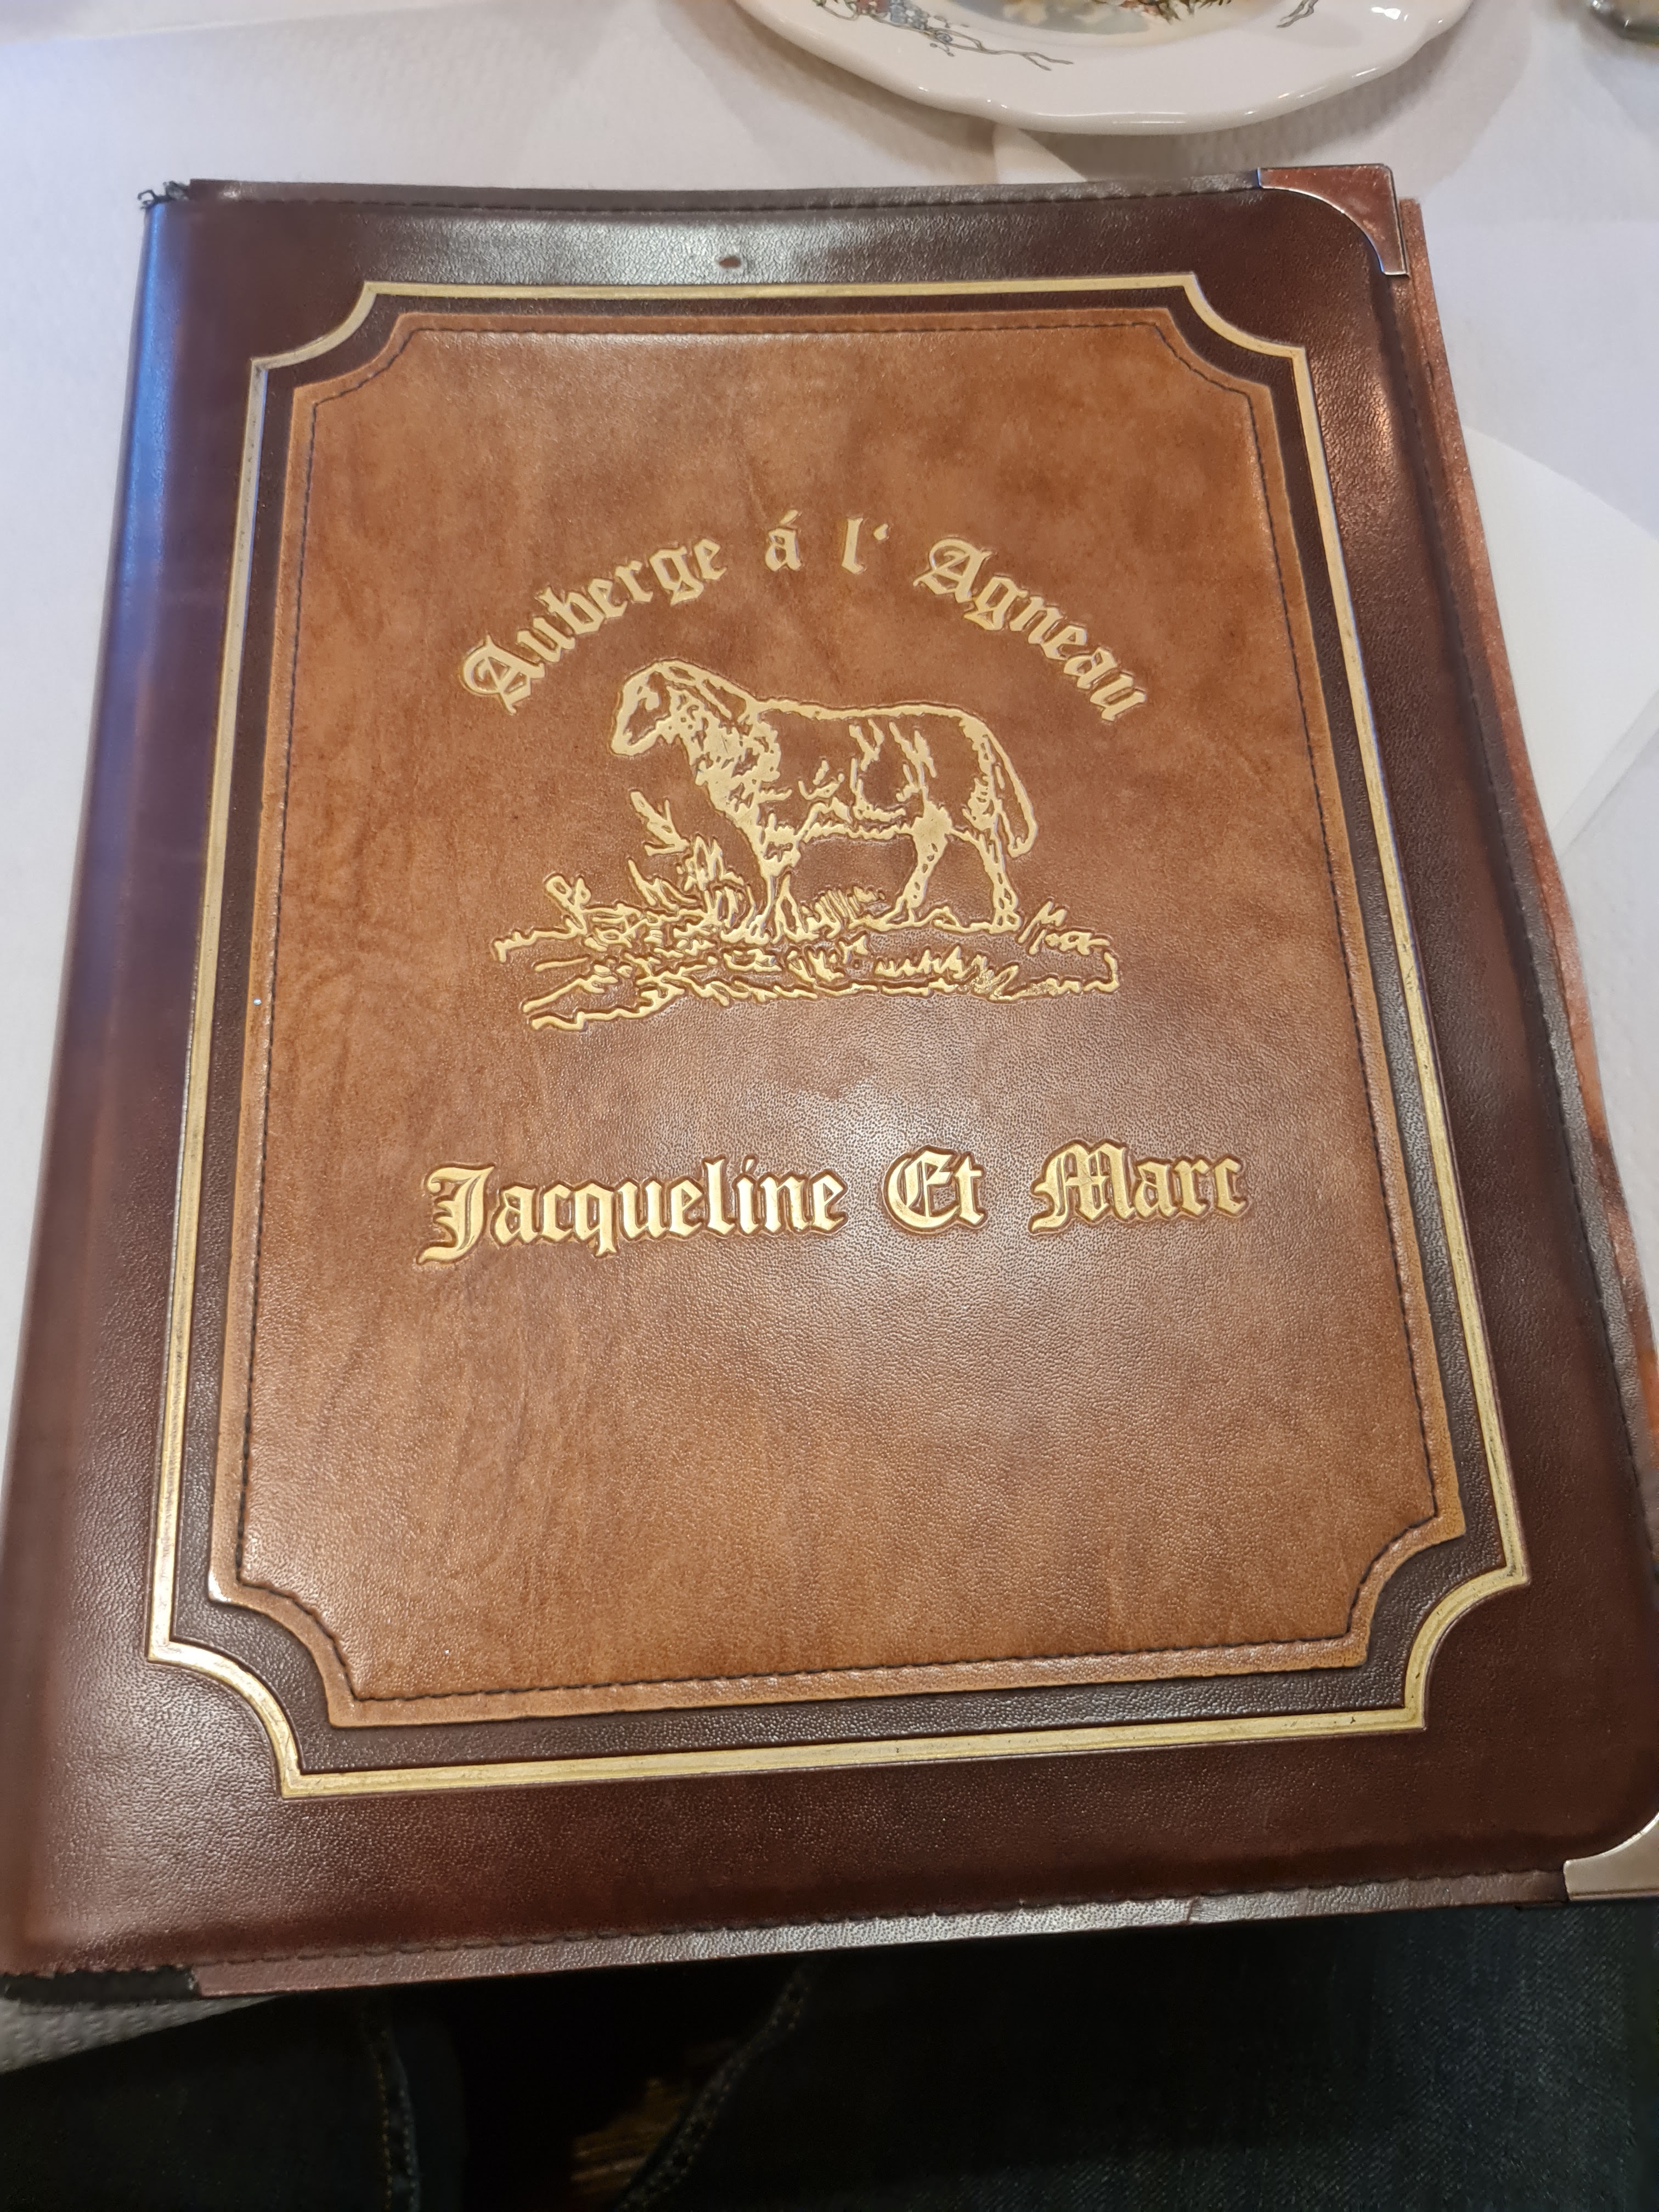 Auberge á l' Agneau
Jacqueline Et Marc